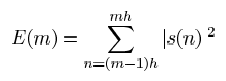 E(m) = \sum_{n=(m-1)h}^{mh} |s(n)|^2